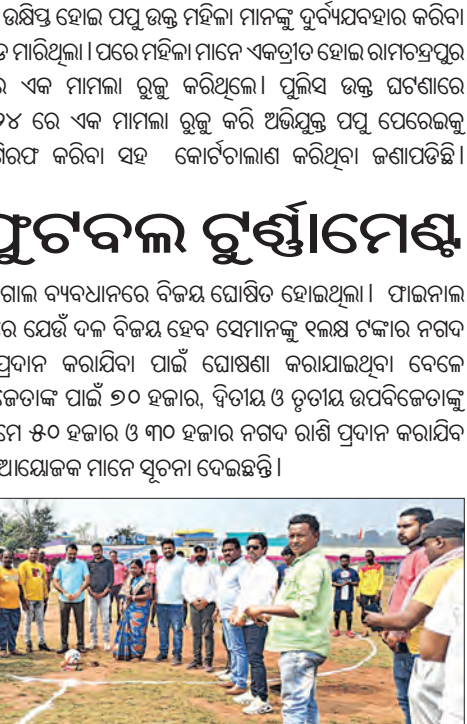 ଉକ୍ଷିପ୍ତ ହୋଇ ପପୁ ଉକ୍ତ ମହିଳା ମାନଙ୍କୁ ଦୁର୍ବ୍ୟଯବହାର କରିବା
ମାରିଥିଲା । ପରେ ମହିଳା ମାନେ ଏକତ୍ରୀତ ହୋଇ ରାମଚନ୍ଦ୍ରପୁର
ଏକ ମାମଲା ରୁଜୁ କରିଥିଲେ । ପୁଲିସ ଉକ୍ତ ଘଟଣାରେ
ରେ ଏକ ମାମଲା ରୁଜୁ କରି ଅଭିଯୁକ୍ତ ପପୁ ପେରେଇକୁ
ଗିରଫ କରିବା ସହ କୋର୍ଟଚାଲାଣ କରିଥିବା ଜଣାପଡିଛି ।
ଫୁଟବଲ ଟୁର୍ଣ୍ଣାମେଣ୍ଟ
ଗୋଲ ବ୍ୟବଧାନରେ ବିଜୟ ଘୋଷିତ ହୋଇଥିଲା । ଫାଇନାଲ
ଯେଉଁ ଦଳ ବିଜୟ ହେବ ସେମାନଙ୍କୁ ୧ଲକ୍ଷ ଟଙ୍କାର ନଗଦ
ପ୍ରଦାନ କରାଯିବା ପାଇଁ ଘୋଷଣା କରାଯାଇଥିବା ବେଳେ
ପାଇଁ ୭୦ ହଜାର, ଦ୍ଵିତୀୟ ଓ ତୃତୀୟ ଉପବିଜେତାଙ୍କୁ
୫୦ ହଜାର ଓ ୩୦ ହଜାର ନଗଦ ରାଶି ପ୍ରଦାନ କରାଯିବ
ଆୟୋଜକ ମାନେ ସୂଚନା ଦେଇଛନ୍ତି ।